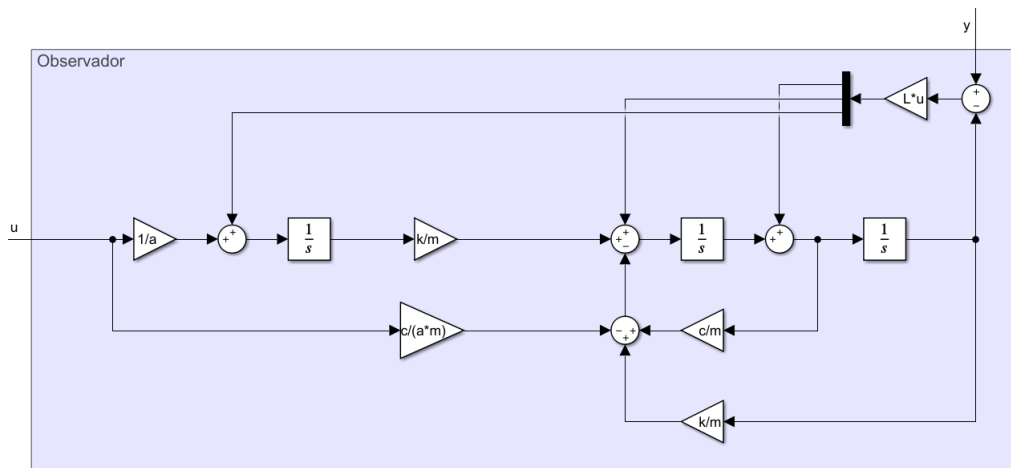 y
Observador
L*u
+
−
u
1/a
+
+
1
s
k/m
+
+
−
1
s
+
+
1
s
c/(a*m)
−
+
+
c/m
k/m